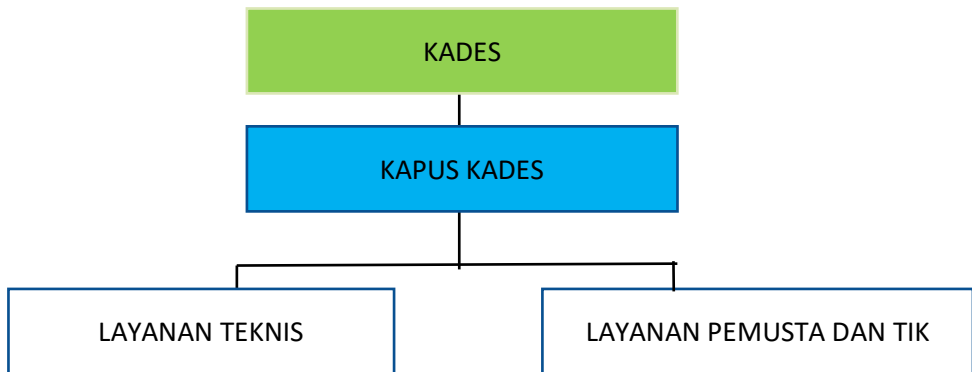 KADES
KAPUS KADES
LAYANAN TEKNIS
LAYANAN PEMUSTA DAN TIK